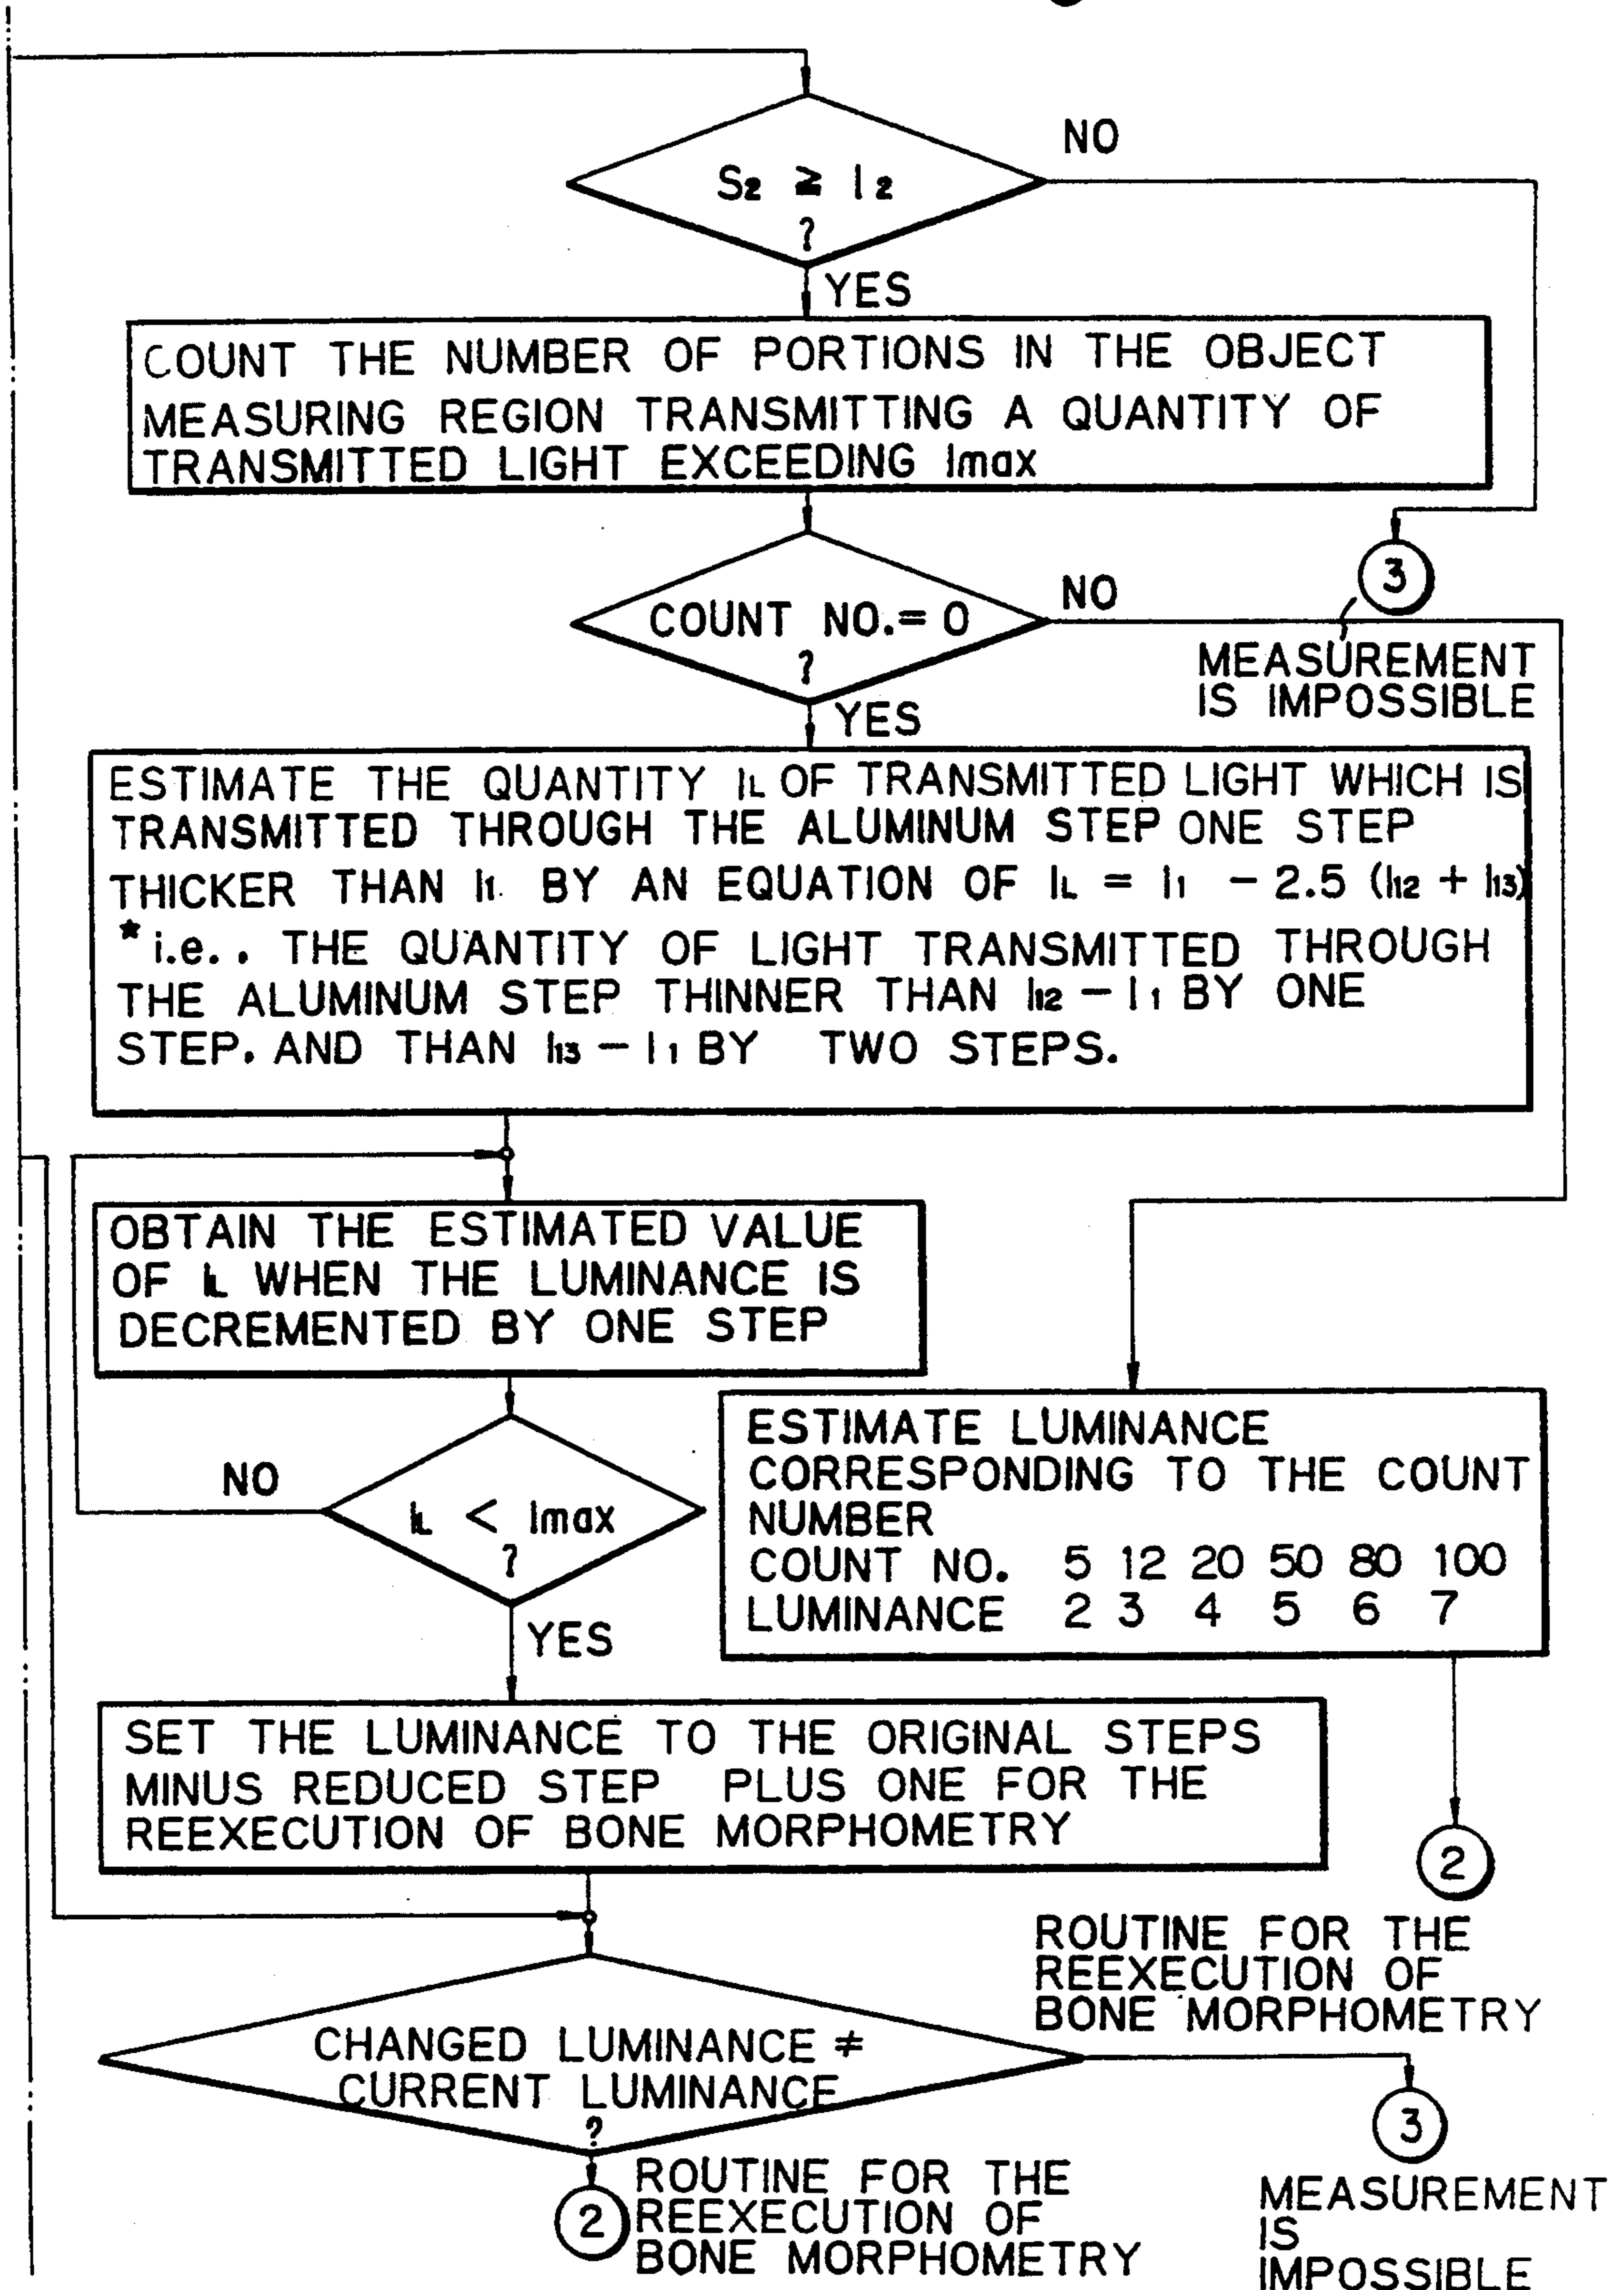 NO
S2 ≧ I2
?
YES
COUNT THE NUMBER OF PORTIONS IN THE OBJECT
MEASURING REGION TRANSMITTING A QUANTITY OF
TRANSMITTED LIGHT EXCEEDING Imax
COUNT NO.= 0
?
NO
3
MEASUREMENT
IS IMPOSSIBLE
YES
ESTIMATE THE QUANTITY IL OF TRANSMITTED LIGHT WHICH IS
TRANSMITTED THROUGH THE ALUMINUM STEP ONE STEP
THICKER THAN I1. BY AN EQUATION OF IL = I1 - 2.5 (I12 + I13)
* i.e.. THE QUANTITY OF LIGHT TRANSMITTED THROUGH
THE ALUMINUM STEP THINNER THAN I12 - I1 BY ONE
STEP. AND THAN I13 - I1 BY TWO STEPS.
OBTAIN THE ESTIMATED VALUE
OF IL WHEN THE LUMINANCE IS
DECREMENTED BY ONE STEP
NO
IL < Imax
?
YES
ESTIMATE LUMINANCE
CORRESPONDING TO THE COUNT
NUMBER
COUNT NO. 5 12 20 50 80 100
LUMINANCE 2 3 4 5 6 7
SET THE LUMINANCE TO THE ORIGINAL STEPS
MINUS REDUCED STEP PLUS ONE FOR THE
REEXECUTION OF BONE MORPHOMETRY
2
ROUTINE FOR THE
REEXECUTION OF
BONE MORPHOMETRY
CHANGED LUMINANCE ≠
CURRENT LUMINANCE
?
3
MEASUREMENT
IS
IMPOSSIBLE
2
ROUTINE FOR THE
REEXECUTION OF
BONE MORPHOMETRY